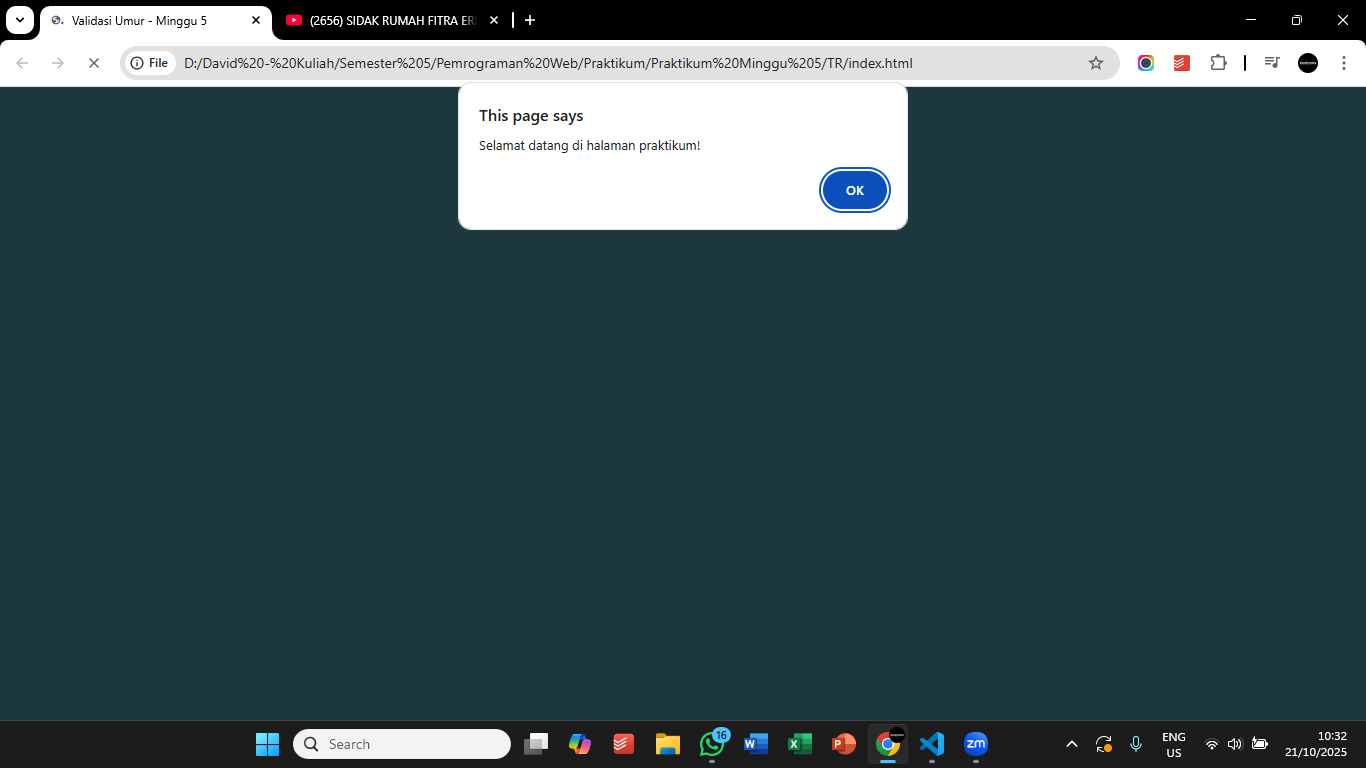 Validasi Umur - Minggu 5
(2656) SIDAK RUMAH FITRA ER
File
D:/David%20-%20Kuliah/Semester%205/Pemrograman%20Web/Praktikum/Praktikum%20Minggu%205/TR/index.html
This page says
Selamat datang di halaman praktikum!
OK
Search
16
W
X
P
zm
ENG
US
10:32
21/10/2025